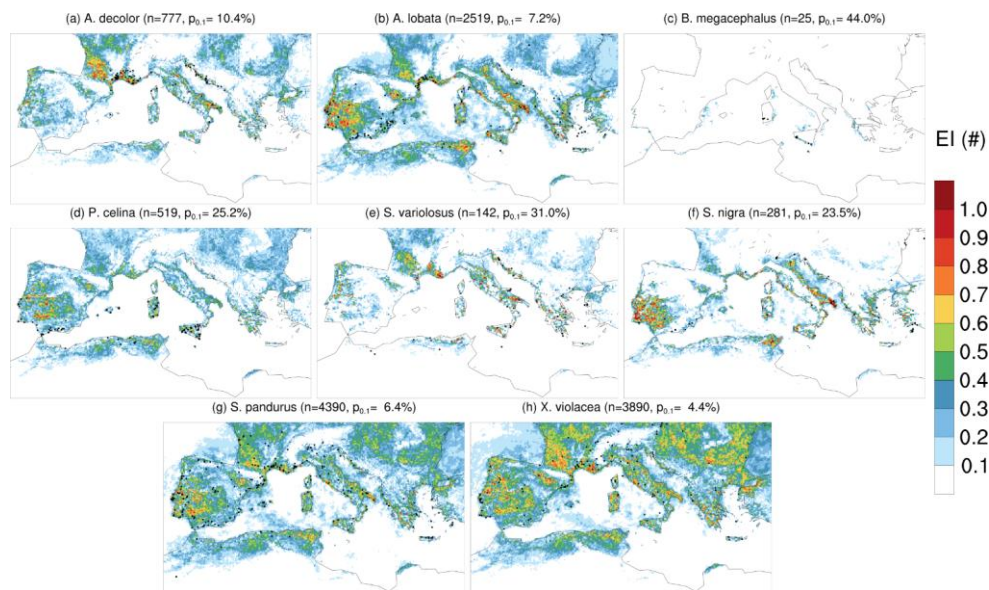 (a) A. decolor (n=777, p0.1= 10.4%)
(b) A. lobata (n=2519, p0.1=  7.2%)
(c) B. megacephalus (n=25, p0.1= 44.0%)
EI (#)
1.0
0.9
0.8
0.7
0.6
0.5
0.4
0.3
0.2
0.1
(d) P. celina (n=519, p0.1= 25.2%)
(e) S. variolosus (n=142, p0.1= 31.0%)
(f) S. nigra (n=281, p0.1= 23.5%)
(g) S. pandurus (n=4390, p0.1=  6.4%)
(h) X. violacea (n=3890, p0.1=  4.4%)